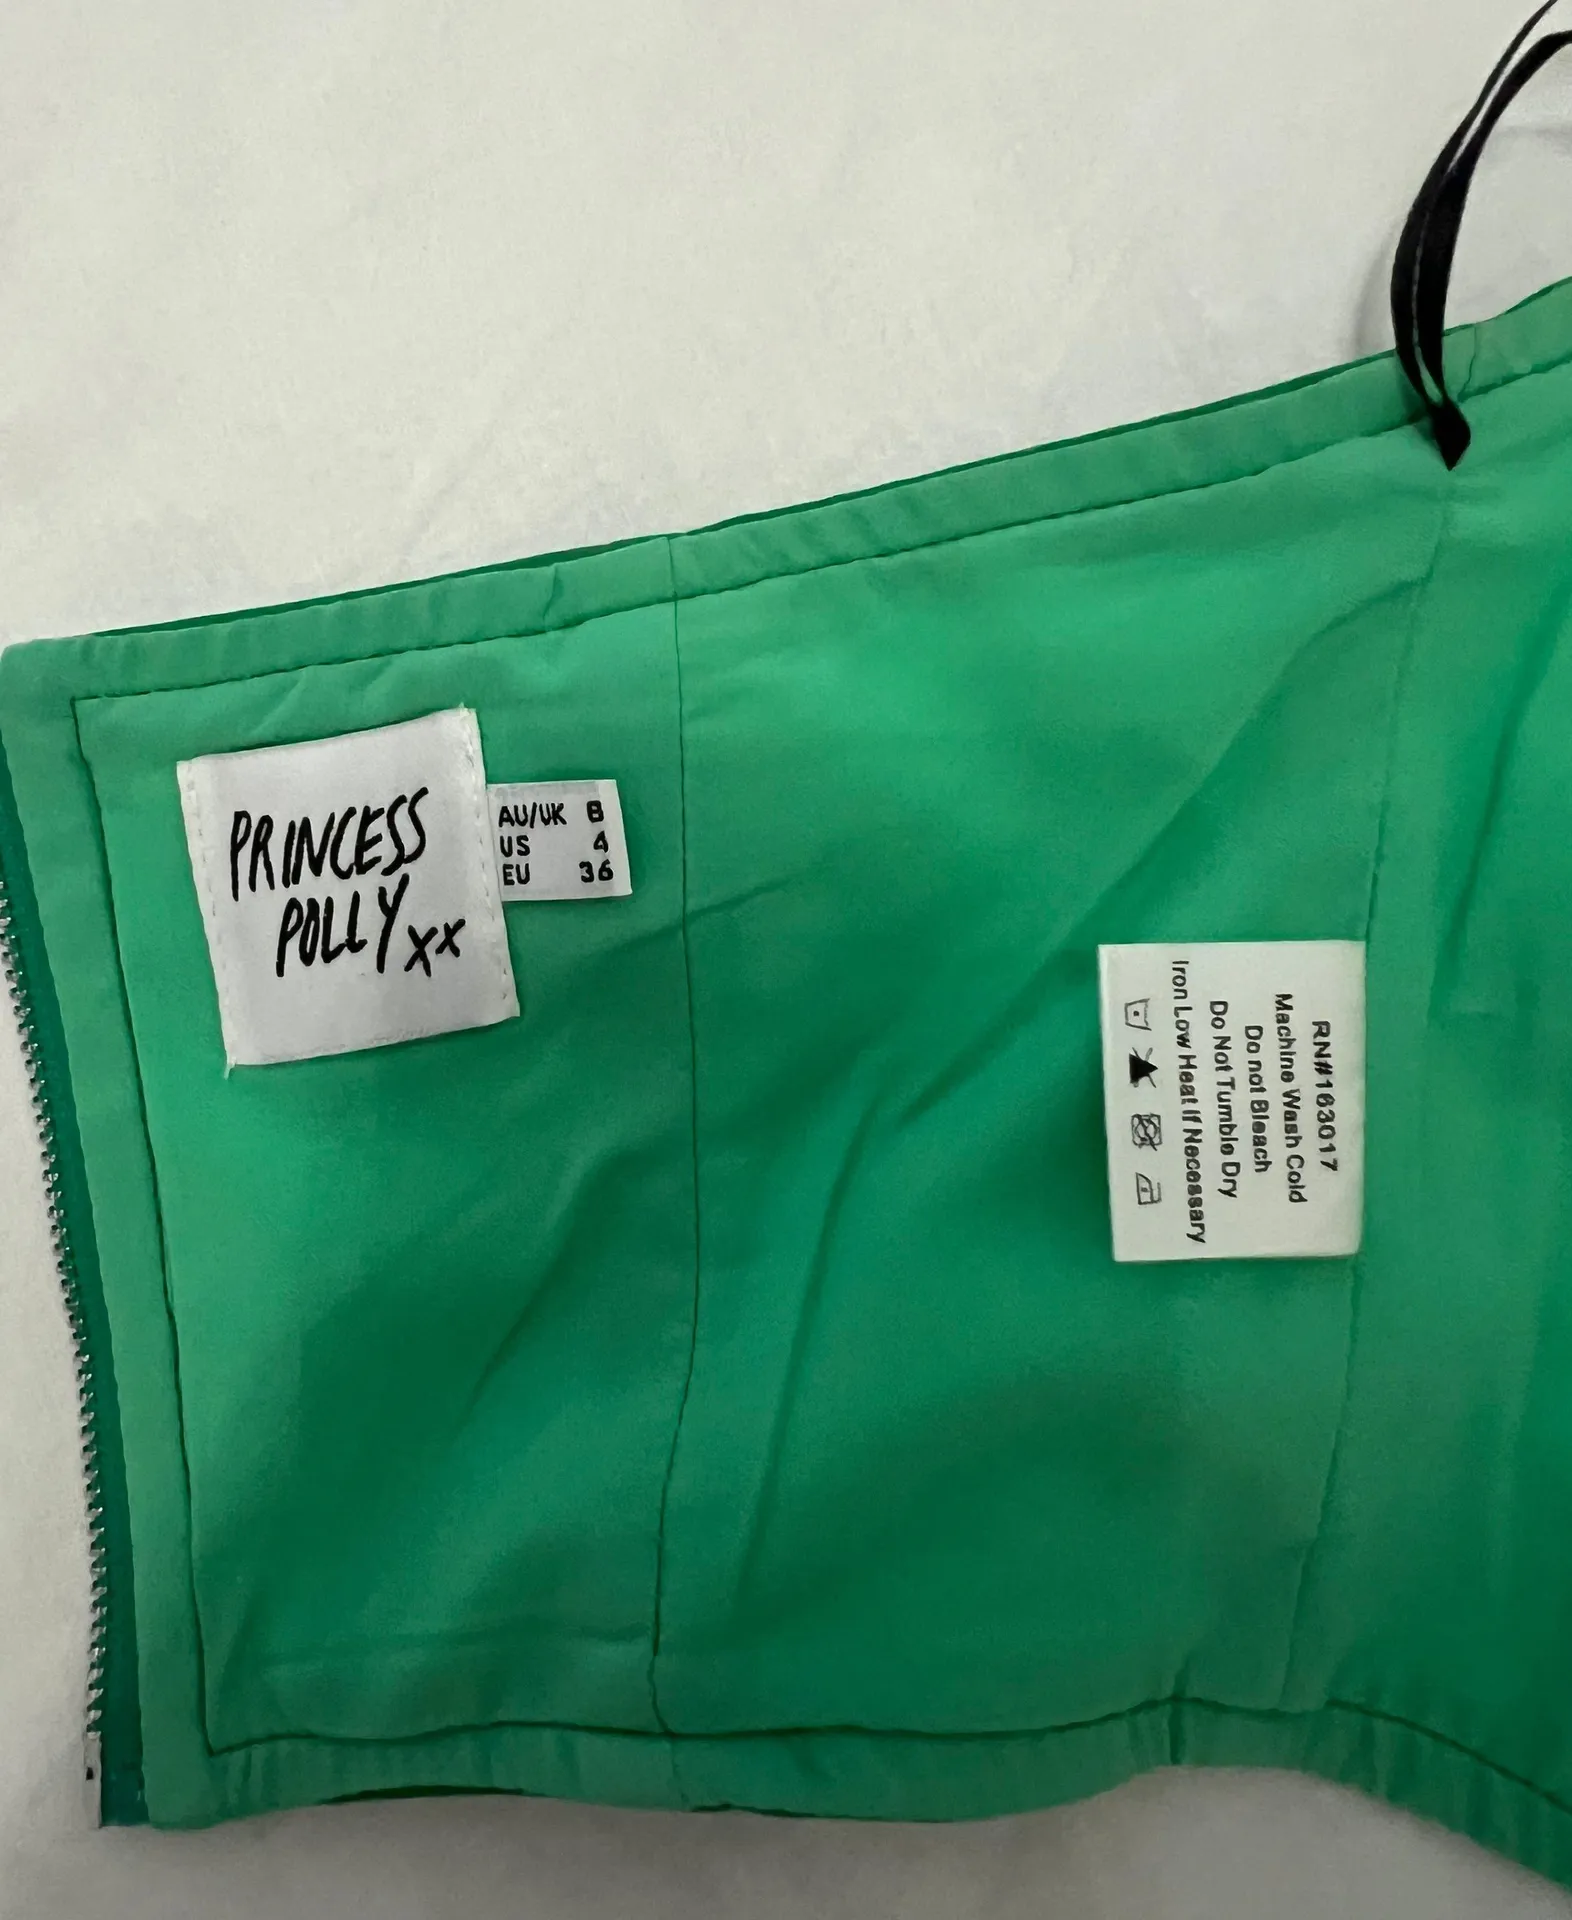 PRINCESS
POLLY xx
AU/UK 8
US 4
EU 36
RN#163017
Machine Wash Cold
Do not Bleach
Do Not Tumble Dry
Iron Low Heat If Necessary